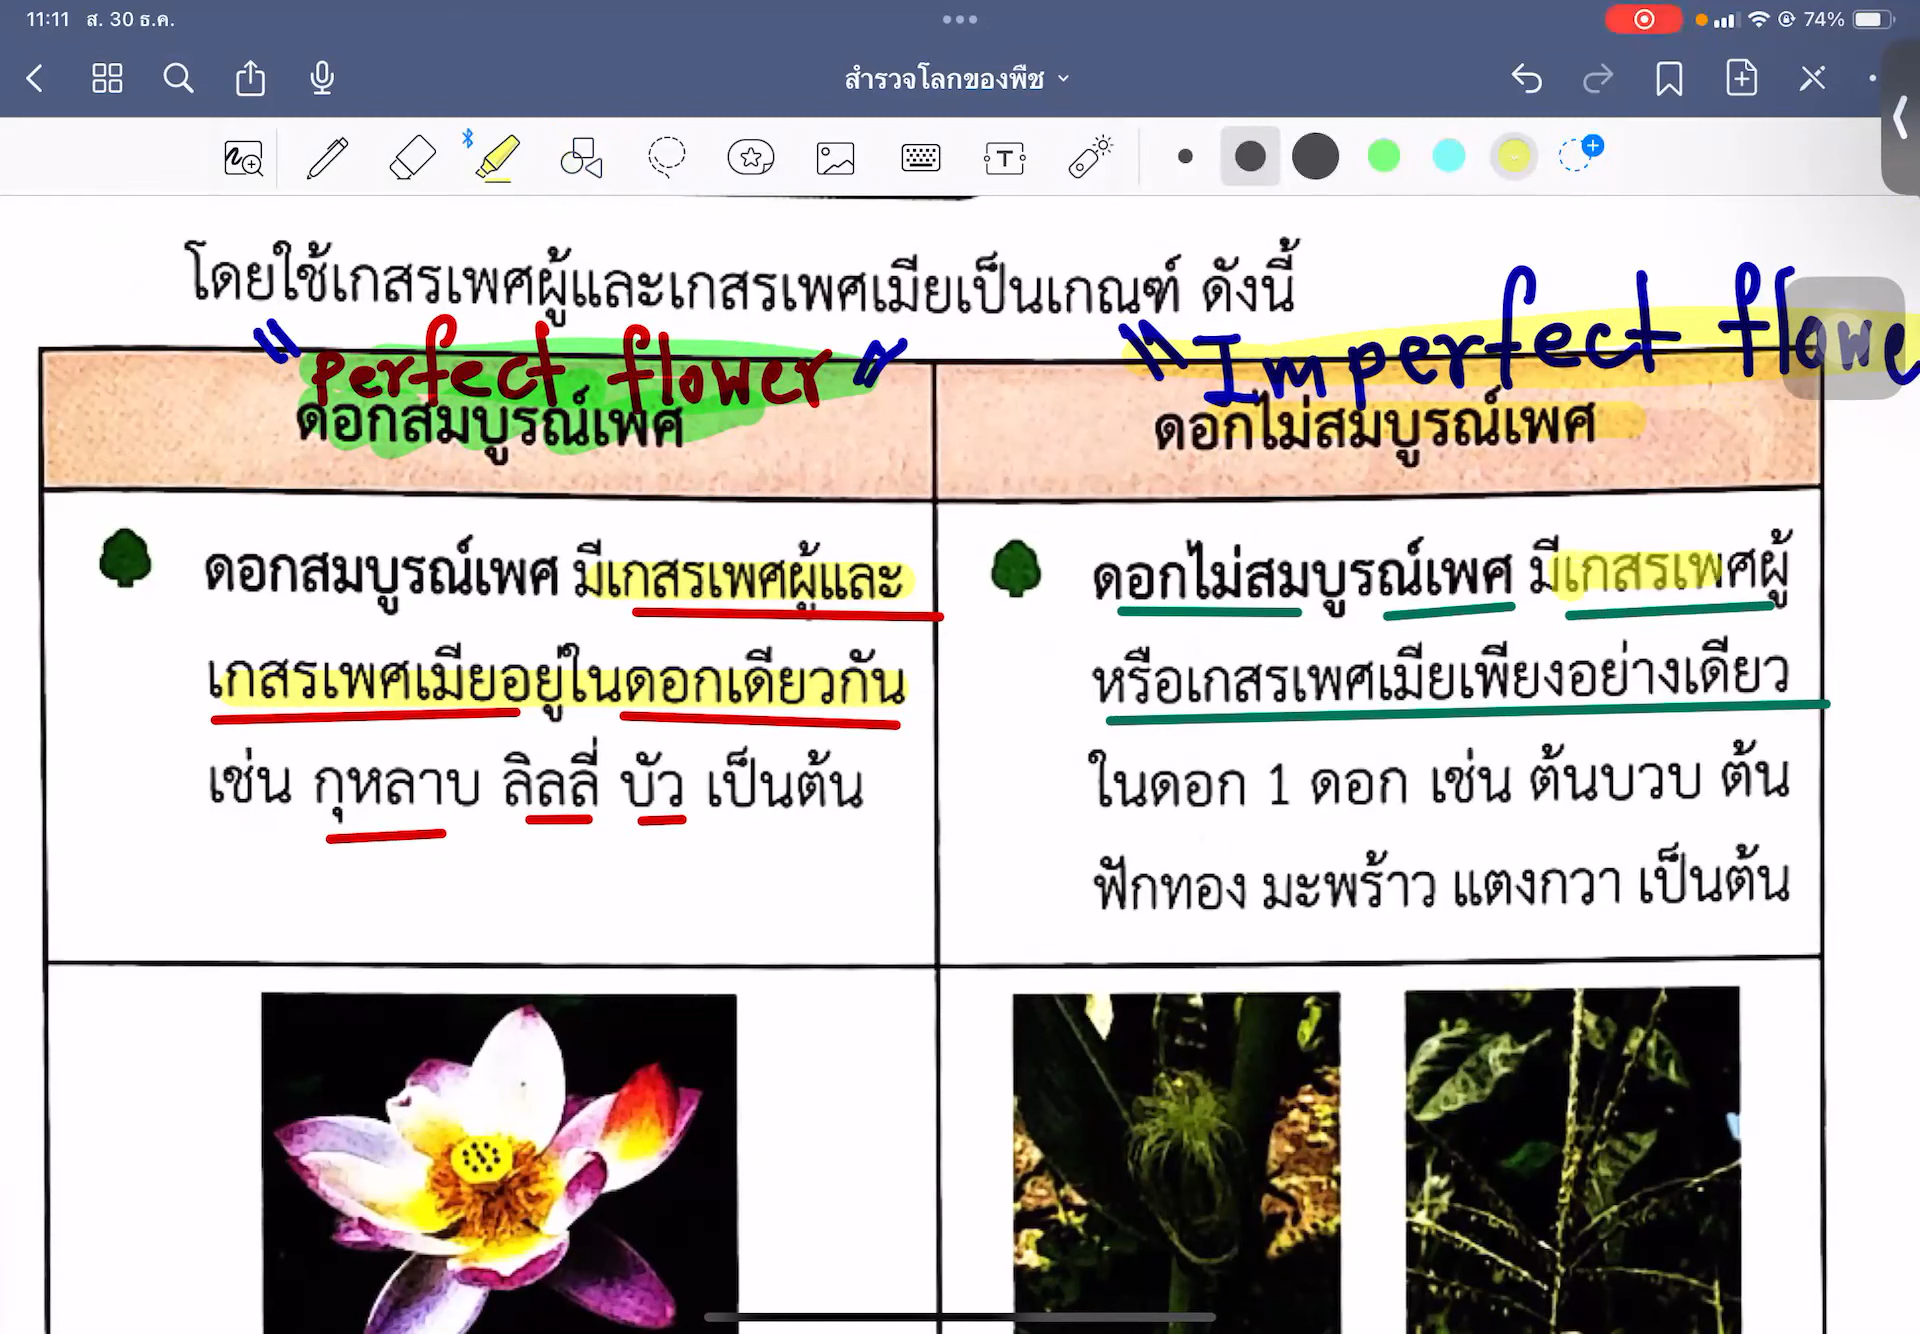 11:11 ส. 30 ธ.ค.
74%
สำรวจโลกของพืช
โดยใช้เกสรเพศผู้และเกสรเพศเมียเป็นเกณฑ์ ดังนี้
"Perfect flower"
"Imperfect flowe
ดอกสมบูรณ์เพศ
ดอกไม่สมบูรณ์เพศ
ดอกสมบูรณ์เพศ มีเกสรเพศผู้และ
เกสรเพศเมียอยู่ในดอกเดียวกัน
เช่น กุหลาบ ลิลลี่ บัว เป็นต้น
ดอกไม่สมบูรณ์เพศ มีเกสรเพศผู้
หรือเกสรเพศเมียเพียงอย่างเดียว
ในดอก 1 ดอก เช่น ต้นบวบ ต้น
ฟักทอง มะพร้าว แตงกวา เป็นต้น